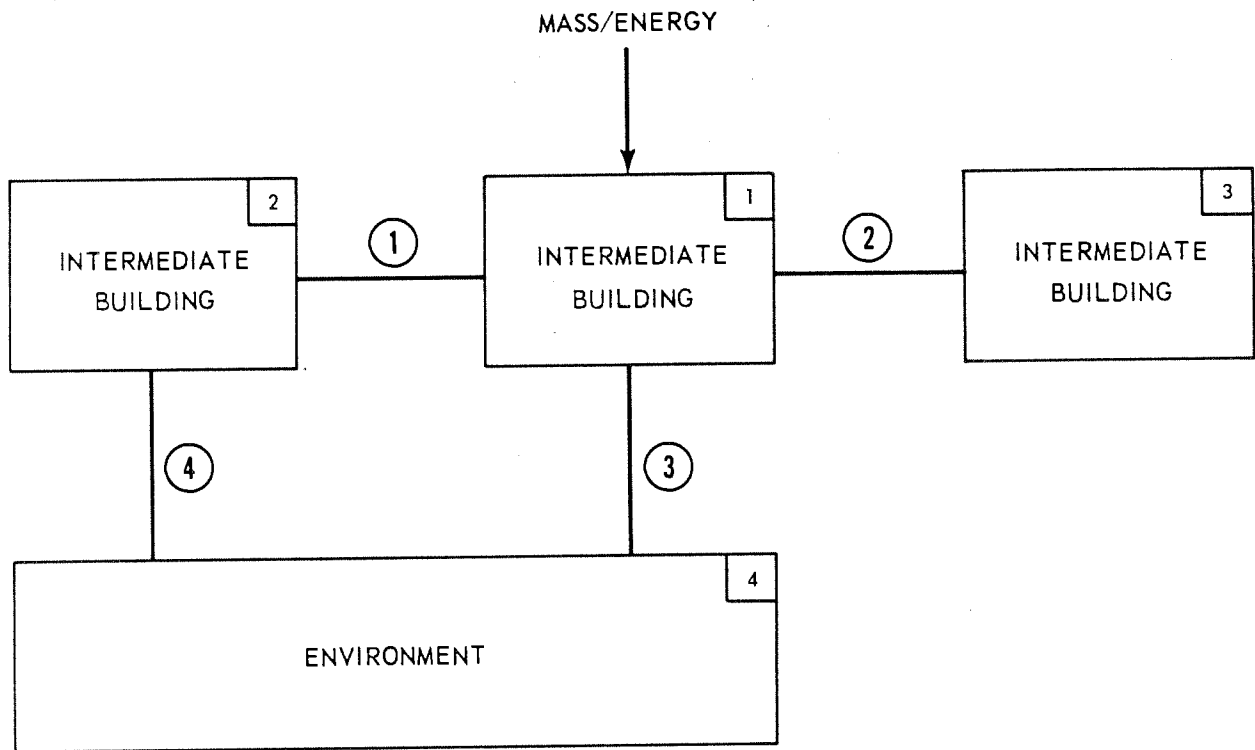 MASS/ENERGY
2
INTERMEDIATE
BUILDING
1
1
INTERMEDIATE
BUILDING
2
3
INTERMEDIATE
BUILDING
4
3
4
ENVIRONMENT